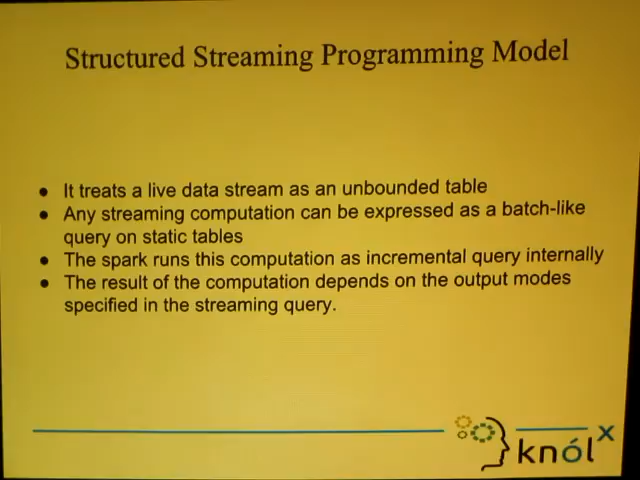 Structured Streaming Programming Model
● It treats a live data stream as an unbounded table
● Any streaming computation can be expressed as a batch-like
query on static tables
● The spark runs this computation as incremental query internally
● The result of the computation depends on the output modes
specified in the streaming query.
knólx